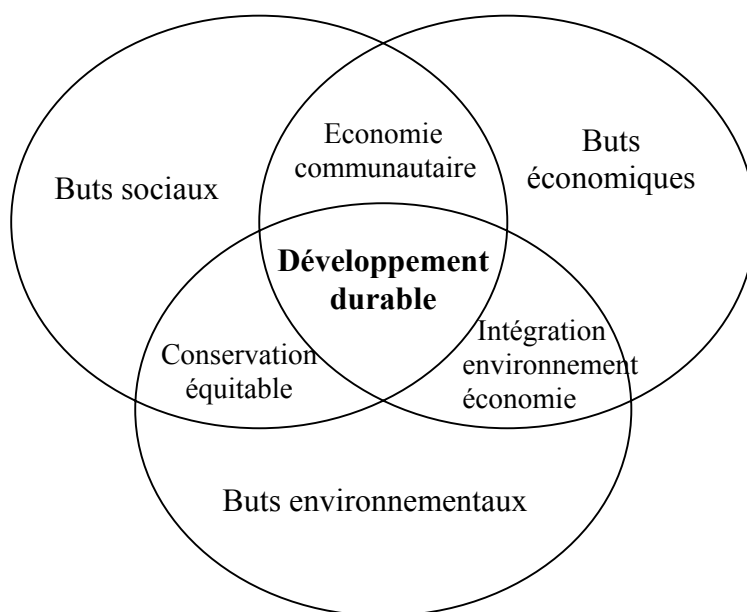 Economie
communautaire
Buts
économiques
Buts sociaux
Développement
durable
Conservation
équitable
Intégration
environnement
économie
Buts environnementaux